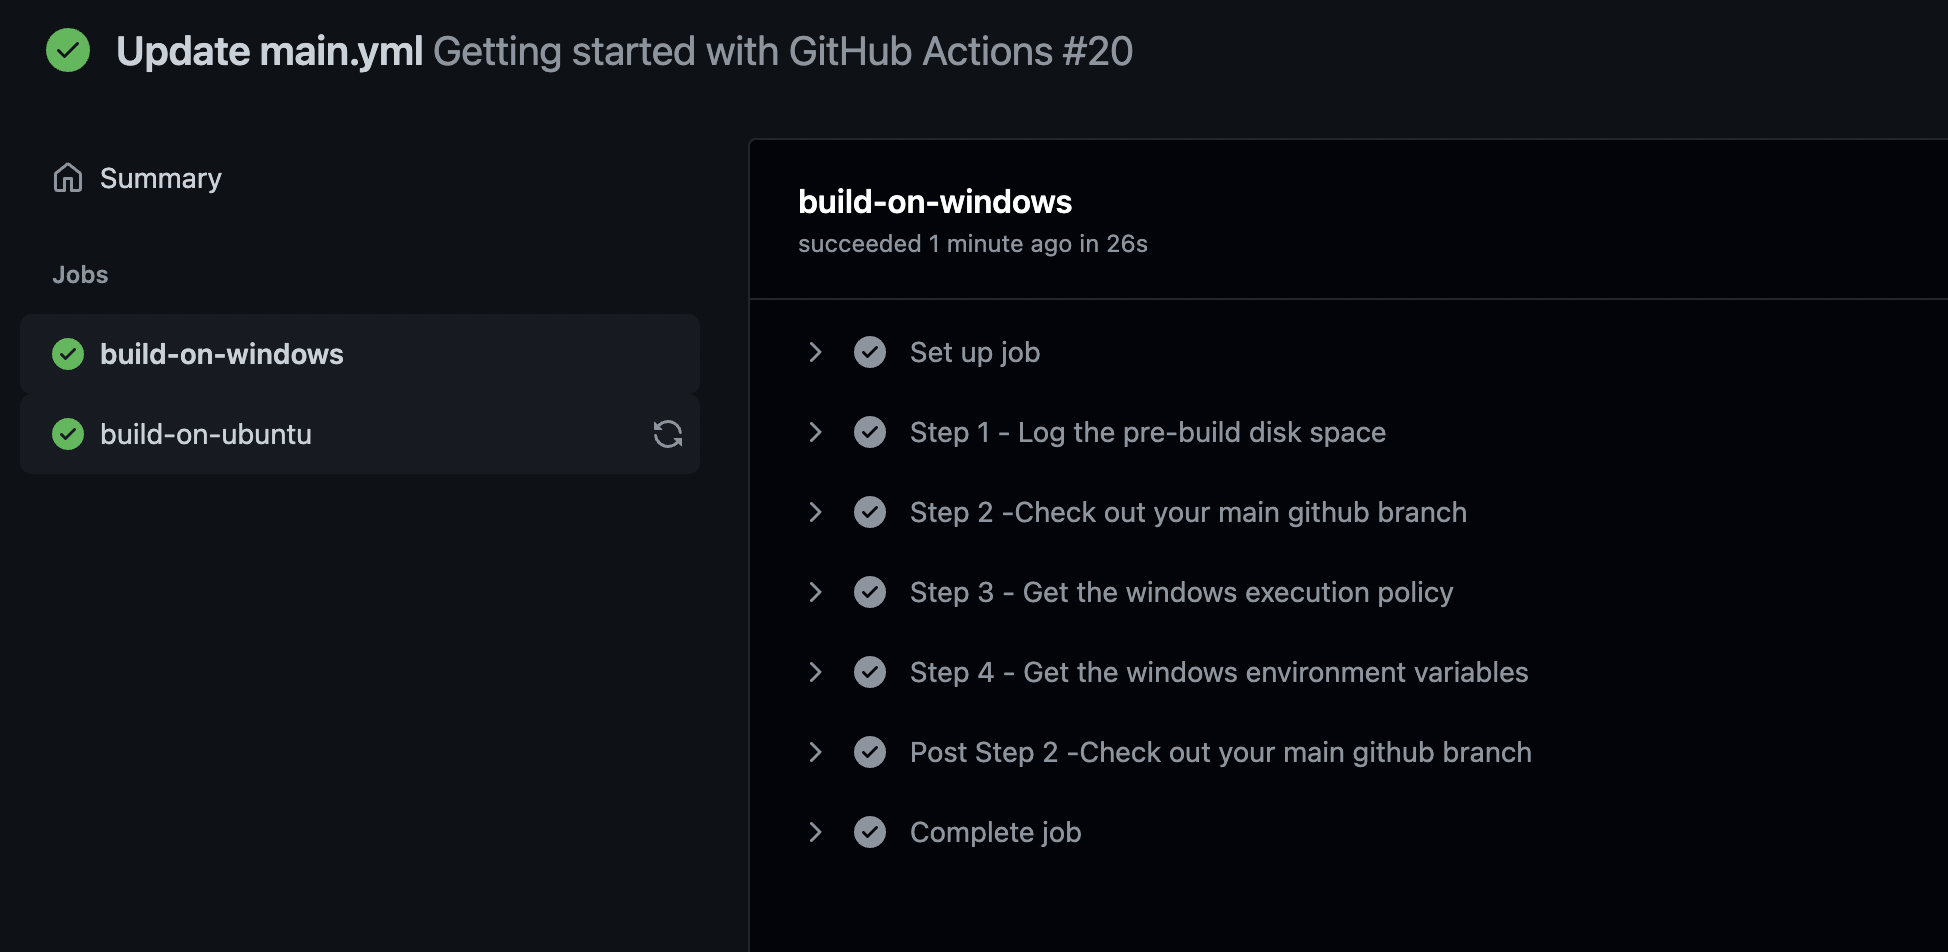 Update main.yml Getting started with GitHub Actions #20
Summary
Jobs
build-on-windows
build-on-ubuntu
build-on-windows
succeeded 1 minute ago in 26s
Set up job
Step 1 - Log the pre-build disk space
Step 2 -Check out your main github branch
Step 3 - Get the windows execution policy
Step 4 - Get the windows environment variables
Post Step 2 -Check out your main github branch
Complete job